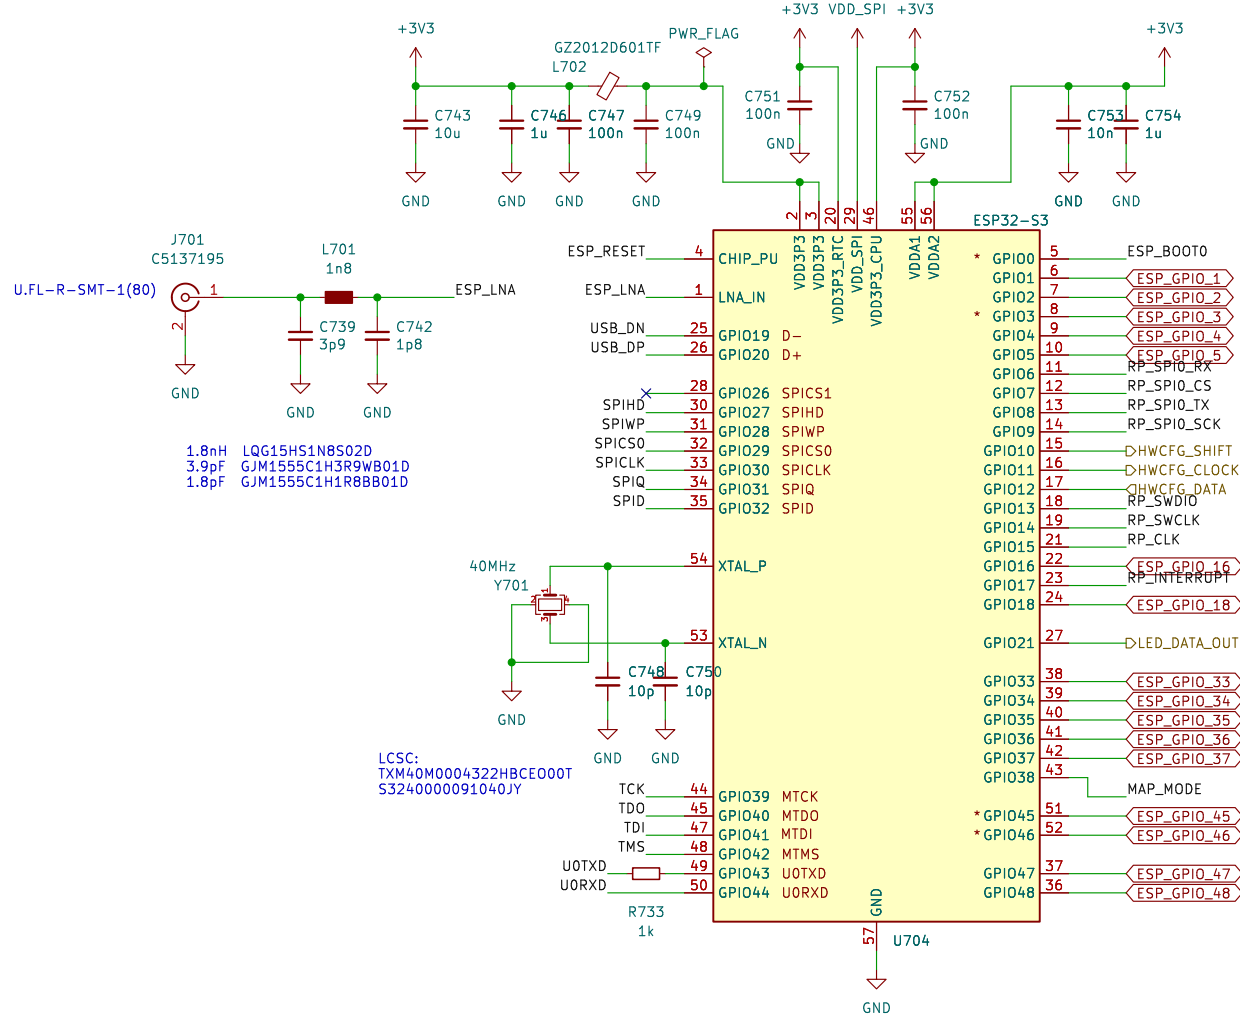 +3V3
GZ2012D601TF
L702
PWR_FLAG
+3V3
VDD_SPI
+3V3
+3V3
C743
10u
C746
1u
C747
100n
C749
100n
C751
100n
C752
100n
C753
10n
C754
1u
GND
GND
GND
GND
GND
GND
GND
GND
2
3
20
29
46
55
56
ESP32-S3
VDD3P3
VDD3P3
VDD3P3_RTC
VDD_SPI
VDD3P3_CPU
VDDA1
VDDA2
J701
C5137195
U.FL-R-SMT-1(80)
1
2
GND
L701
1n8
ESP_LNA
C739
3p9
GND
C742
1p8
GND
1.8nH LQG15HS1N8S02D
3.9pF GJM1555C1H3R9WB01D
1.8pF GJM1555C1H1R8BB01D
ESP_RESET 4 CHIP_PU
ESP_LNA 1 LNA_IN
USB_DN 25 GPIO19 D-
USB_DP 26 GPIO20 D+
28 GPIO26 SPICS1
SPIHD 30 GPIO27 SPIHD
SPIWP 31 GPIO28 SPIWP
SPICS0 32 GPIO29 SPICS0
SPICLK 33 GPIO30 SPICLK
SPIQ 34 GPIO31 SPIQ
SPID 35 GPIO32 SPID
54 XTAL_P
53 XTAL_N
40MHz
Y701
1
2
4
3
GND
C748
10p
GND
C750
10p
GND
LCSC:
TXM40M0004322HBCEO00T
S3240000091040JY
TCK 44 GPIO39 MTCK
TDO 45 GPIO40 MTDO
TDI 47 GPIO41 MTDI
TMS 48 GPIO42 MTMS
U0TXD 49 GPIO43 U0TXD
U0RXD 50 GPIO44 U0RXD
R733
1k
* GPIO0 5 ESP_BOOT0
GPIO1 6 ESP_GPIO_1
GPIO2 7 ESP_GPIO_2
* GPIO3 8 ESP_GPIO_3
GPIO4 9 ESP_GPIO_4
GPIO5 10 ESP_GPIO_5
GPIO6 11 RP_SPI0_RX
GPIO7 12 RP_SPI0_CS
GPIO8 13 RP_SPI0_TX
GPIO9 14 RP_SPI0_SCK
GPIO10 15 HWCFG_SHIFT
GPIO11 16 HWCFG_CLOCK
GPIO12 17 HWCFG_DATA
GPIO13 18 RP_SWDIO
GPIO14 19 RP_SWCLK
GPIO15 21 RP_CLK
GPIO16 22 ESP_GPIO_16
GPIO17 23 RP_INTERRUPT
GPIO18 24 ESP_GPIO_18
GPIO21 27 LED_DATA_OUT
GPIO33 38 ESP_GPIO_33
GPIO34 39 ESP_GPIO_34
GPIO35 40 ESP_GPIO_35
GPIO36 41 ESP_GPIO_36
GPIO37 42 ESP_GPIO_37
GPIO38 43 MAP_MODE
* GPIO45 51 ESP_GPIO_45
* GPIO46 52 ESP_GPIO_46
GPIO47 37 ESP_GPIO_47
GPIO48 36 ESP_GPIO_48
GND
57
U704
GND